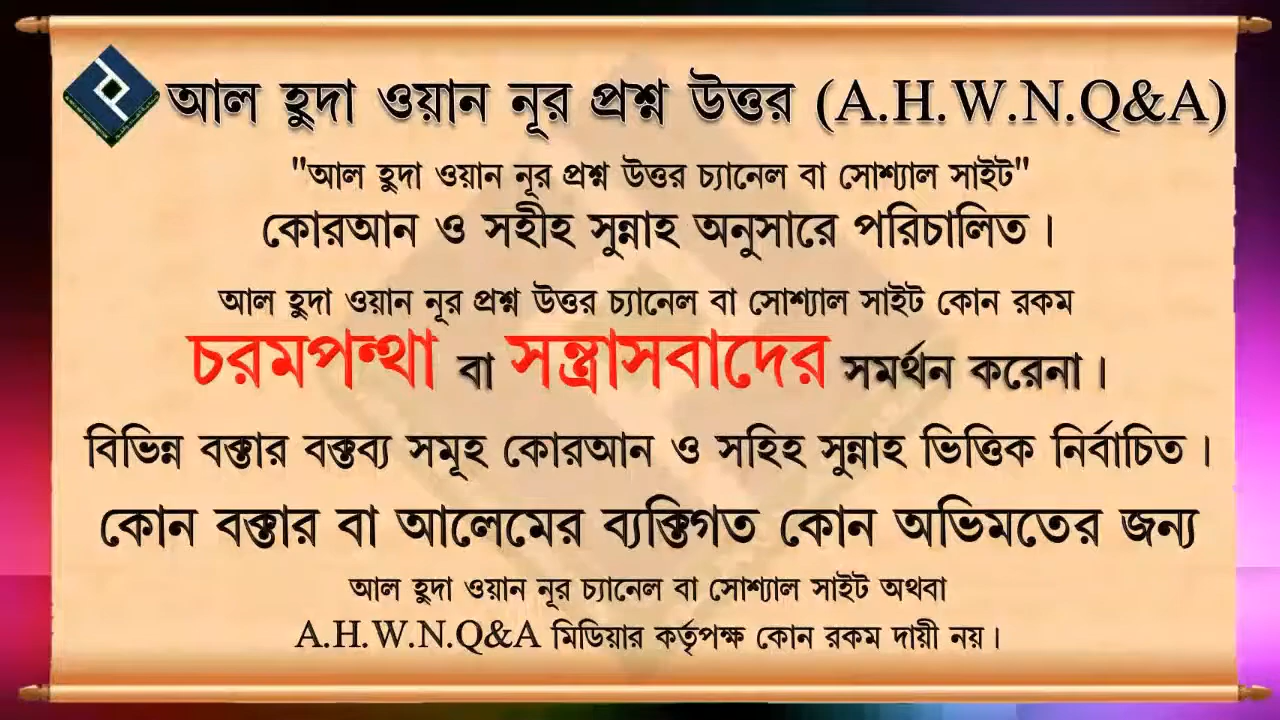 আল হুদা ওয়ান নূর প্রশ্ন উত্তর (A.H.W.N.Q&A)
"আল হুদা ওয়ান নূর প্রশ্ন উত্তর চ্যানেল বা সোশ্যাল সাইট"
কোরআন ও সহীহ সুন্নাহ অনুসারে পরিচালিত।
আল হুদা ওয়ান নূর প্রশ্ন উত্তর চ্যানেল বা সোশ্যাল সাইট কোন রকম
চরমপন্থা বা সন্ত্রাসবাদের সমর্থন করেনা।
বিভিন্ন বক্তার বক্তব্য সমূহ কোরআন ও সহিহ সুন্নাহ ভিত্তিক নির্বাচিত।
কোন বক্তার বা আলেমের ব্যক্তিগত কোন অভিমতের জন্য
আল হুদা ওয়ান নূর চ্যানেল বা সোশ্যাল সাইট অথবা
A.H.W.N.Q&A মিডিয়ার কর্তৃপক্ষ কোন রকম দায়ী নয়।